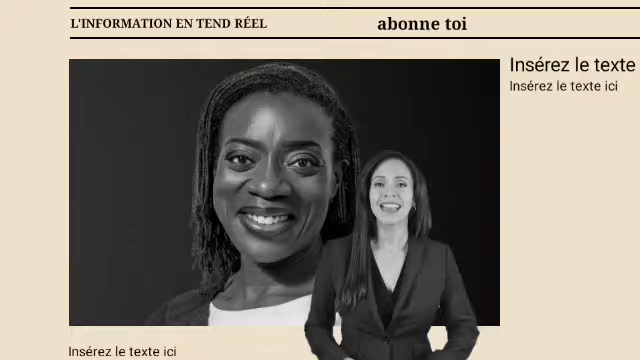 L'INFORMATION EN TEND RÉEL
abonne toi
Insérez le texte
Insérez le texte ici
Insérez le texte ici